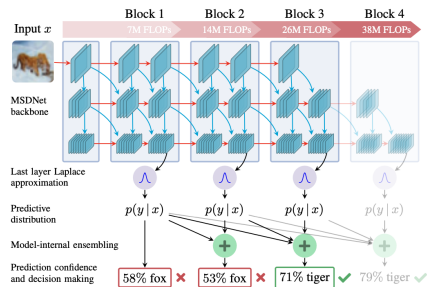 Block 1 Block 2 Block 3 Block 4
Input x
7M FLOPs 14M FLOPs 26M FLOPs 38M FLOPs
MSDNet
backbone
Last layer Laplace
approximation
Predictive
distribution
p(y | x) p(y | x) p(y | x) p(y | x)
Model-internal ensembling
+ + +
Prediction confidence
and decision making
58% fox ✖ 53% fox ✖ 71% tiger ✔ 79% tiger ✔